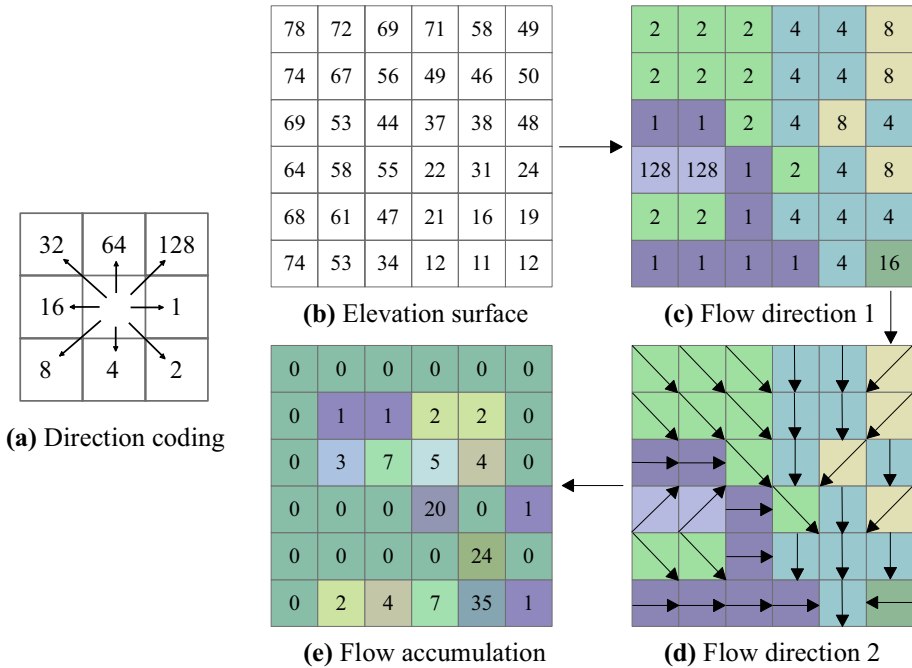 32 64 128
16 1
8 4 2
(a) Direction coding
78 72 69 71 58 49
74 67 56 49 46 50
69 53 44 37 38 48
64 58 55 22 31 24
68 61 47 21 16 19
74 53 34 12 11 12
(b) Elevation surface
2 2 2 4 4 8
2 2 2 4 4 8
1 1 2 4 8 4
128 128 1 2 4 8
2 2 1 4 4 4
1 1 1 1 4 16
(c) Flow direction 1
0 0 0 0 0 0
0 1 1 2 2 0
0 3 7 5 4 0
0 0 0 20 0 1
0 0 0 0 24 0
0 2 4 7 35 1
(e) Flow accumulation
(d) Flow direction 2